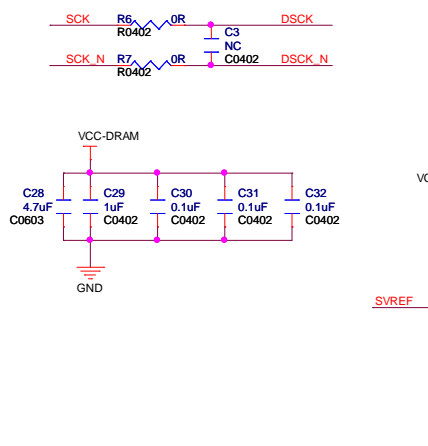 SCK R6 0R DSCK
R0402 C3
NC
SCK_N R7 0R C0402 DSCK_N
R0402
VCC-DRAM
C28 C29 C30 C31 C32
4.7uF 1uF 0.1uF 0.1uF 0.1uF
C0603 C0402 C0402 C0402 C0402
GND
SVREF